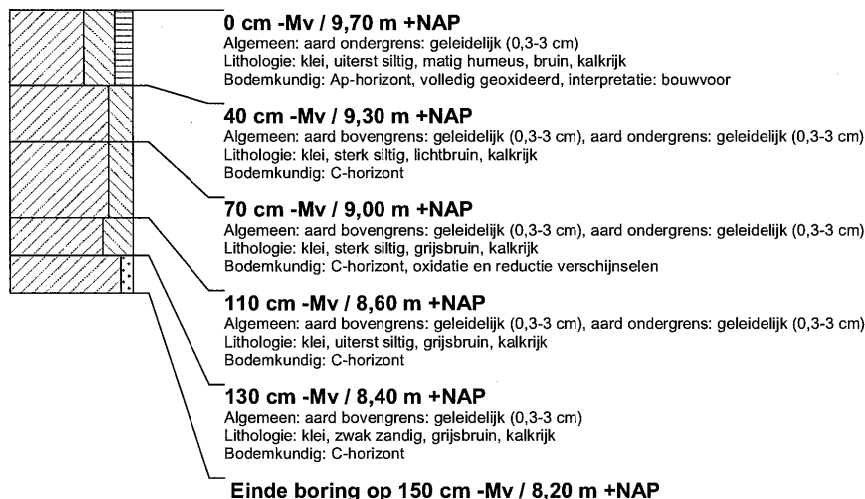 0 cm -Mv / 9,70 m +NAP
Algemeen: aard ondergrens: geleidelijk (0,3-3 cm)
Lithologie: klei, uiterst siltig, matig humeus, bruin, kalkrijk
Bodemkundig: Ap-horizont, volledig geoxideerd, interpretatie: bouwvoor
40 cm -Mv / 9,30 m +NAP
Algemeen: aard bovengrens: geleidelijk (0,3-3 cm), aard ondergrens: geleidelijk (0,3-3 cm)
Lithologie: klei, sterk siltig, lichtbruin, kalkrijk
Bodemkundig: C-horizont
70 cm -Mv / 9,00 m +NAP
Algemeen: aard bovengrens: geleidelijk (0,3-3 cm), aard ondergrens: geleidelijk (0,3-3 cm)
Lithologie: klei, sterk siltig, grijsbruin, kalkrijk
Bodemkundig: C-horizont, oxidatie en reductie verschijnselen
110 cm -Mv / 8,60 m +NAP
Algemeen: aard bovengrens: geleidelijk (0,3-3 cm), aard ondergrens: geleidelijk (0,3-3 cm)
Lithologie: klei, uiterst siltig, grijsbruin, kalkrijk
Bodemkundig: C-horizont
130 cm -Mv / 8,40 m +NAP
Algemeen: aard bovengrens: geleidelijk (0,3-3 cm)
Lithologie: klei, zwak zandig, grijsbruin, kalkrijk
Bodemkundig: C-horizont
Einde boring op 150 cm -Mv / 8,20 m +NAP